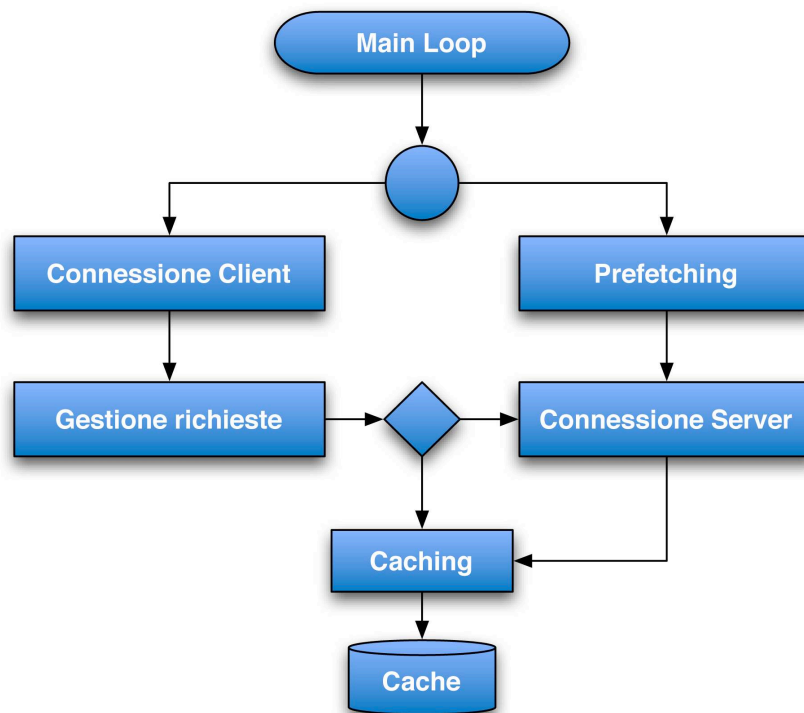 Main Loop
Connessione Client
Prefetching
Gestione richieste
Connessione Server
Caching
Cache